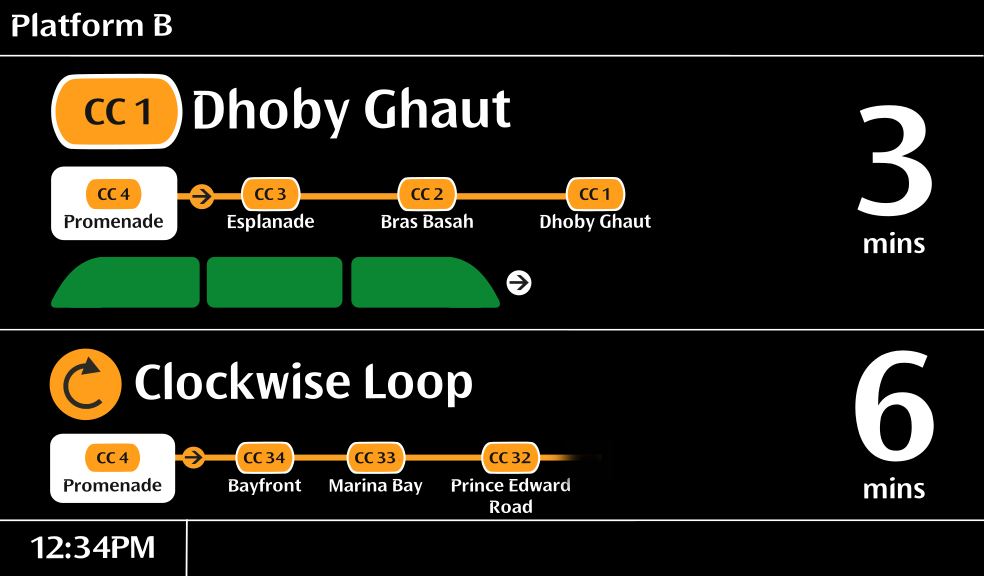 Platform B
CC 1 Dhoby Ghaut
3
mins
CC 4 CC 3 CC 2 CC 1
Promenade Esplanade Bras Basah Dhoby Ghaut
Clockwise Loop
6
mins
CC 4 CC 34 CC 33 CC 32
Promenade Bayfront Marina Bay Prince Edward
Road
12:34PM